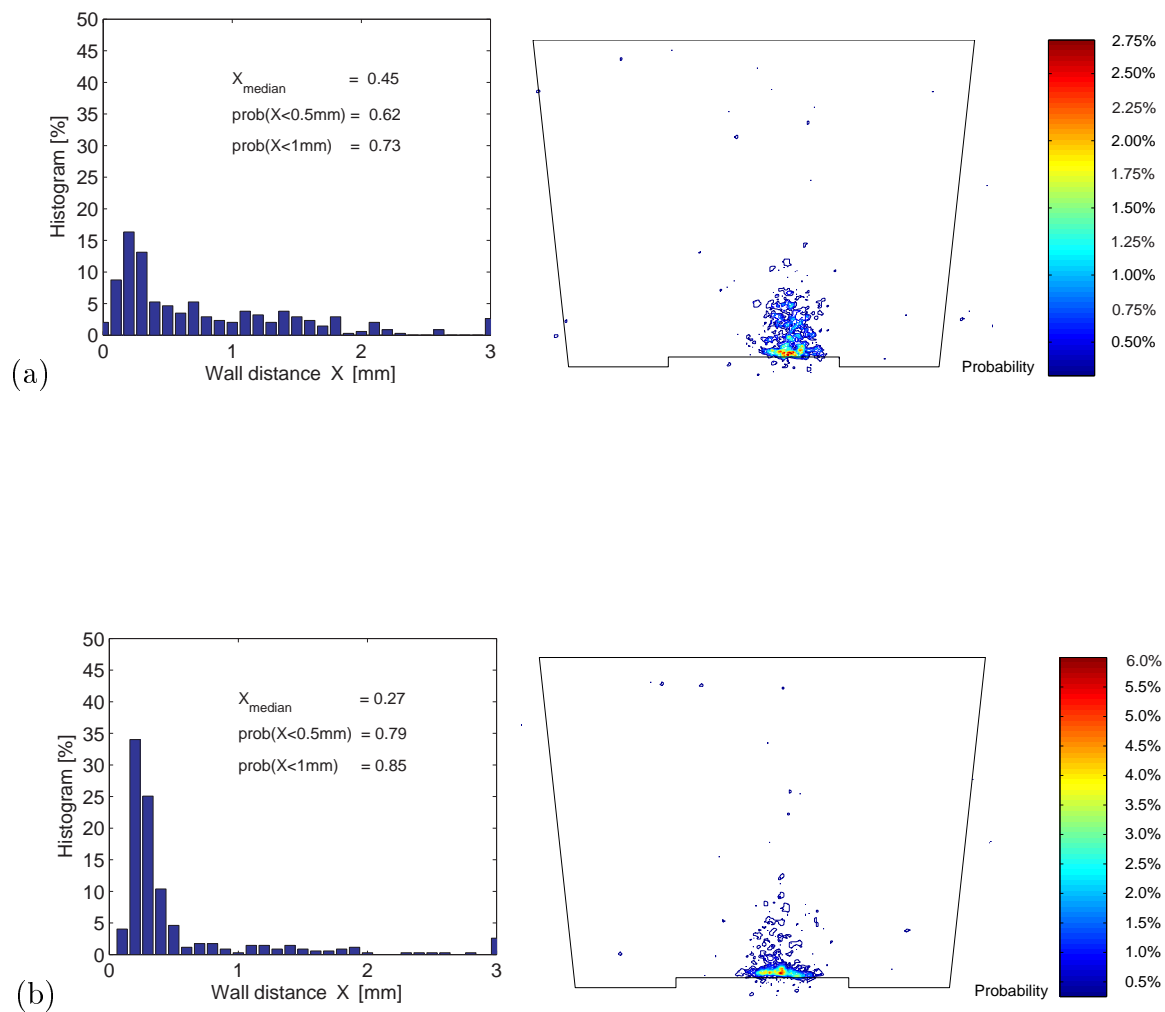 50
45
40
35
30
25
20
15
10
5
0
Histogram [%]
X median = 0.45
prob(X<0.5mm) = 0.62
prob(X<1mm) = 0.73
0 1 2 3
Wall distance X [mm]
(a)
2.75%
2.50%
2.25%
2.00%
1.75%
1.50%
1.25%
1.00%
0.75%
0.50%
Probability
50
45
40
35
30
25
20
15
10
5
0
Histogram [%]
X median = 0.27
prob(X<0.5mm) = 0.79
prob(X<1mm) = 0.85
0 1 2 3
Wall distance X [mm]
(b)
6.0%
5.5%
5.0%
4.5%
4.0%
3.5%
3.0%
2.5%
2.0%
1.5%
1.0%
0.5%
Probability